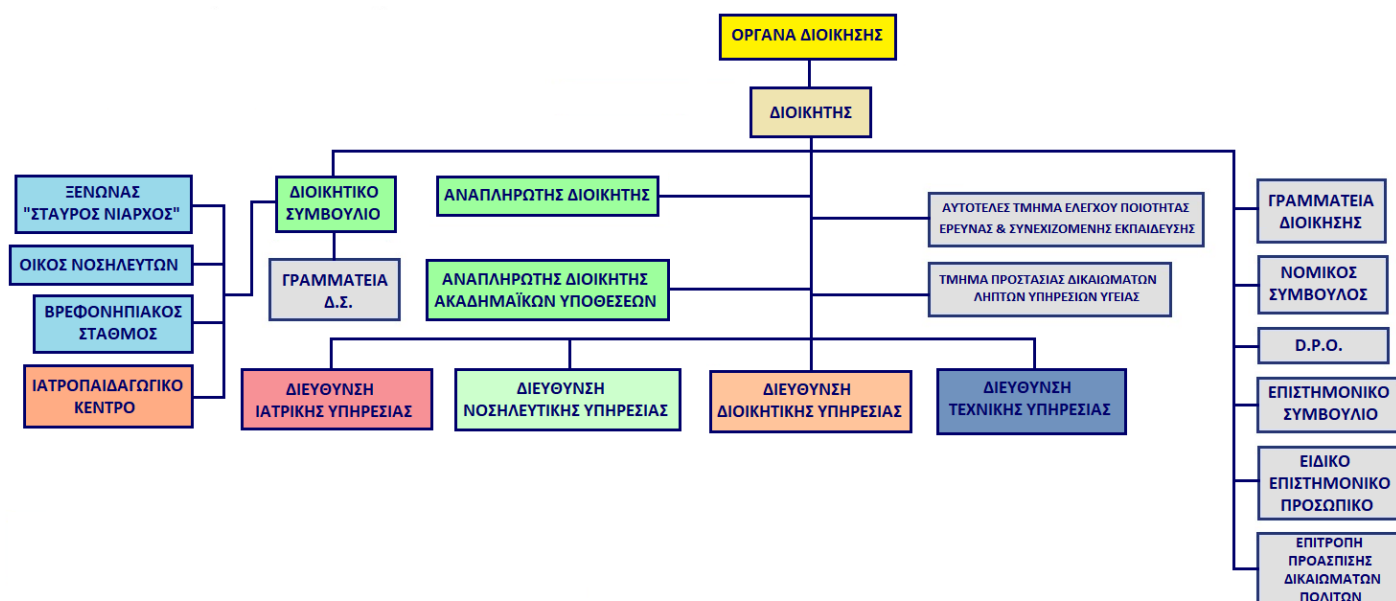 ΟΡΓΑΝΑ ΔΙΟΙΚΗΣΗΣ
ΔΙΟΙΚΗΤΗΣ
ΞΕΝΩΝΑΣ
"ΣΤΑΥΡΟΣ ΝΙΑΡΧΟΣ"
ΟΙΚΟΣ ΝΟΣΗΛΕΥΤΩΝ
ΒΡΕΦΟΝΗΠΙΑΚΟΣ
ΣΤΑΘΜΟΣ
ΙΑΤΡΟΠΑΙΔΑΓΩΓΙΚΟ
ΚΕΝΤΡΟ
ΔΙΟΙΚΗΤΙΚΟ
ΣΥΜΒΟΥΛΙΟ
ΓΡΑΜΜΑΤΕΙΑ
Δ.Σ.
ΑΝΑΠΛΗΡΩΤΗΣ ΔΙΟΙΚΗΤΗΣ
ΑΝΑΠΛΗΡΩΤΗΣ ΔΙΟΙΚΗΤΗΣ
ΑΚΑΔΗΜΑΪΚΩΝ ΥΠΟΘΕΣΕΩΝ
ΑΥΤΟΤΕΛΕΣ ΤΜΗΜΑ ΕΛΕΓΧΟΥ ΠΟΙΟΤΗΤΑΣ
ΕΡΕΥΝΑΣ & ΣΥΝΕΧΙΖΟΜΕΝΗΣ ΕΚΠΑΙΔΕΥΣΗΣ
ΤΜΗΜΑ ΠΡΟΣΤΑΣΙΑΣ ΔΙΚΑΙΩΜΑΤΩΝ
ΛΗΠΤΩΝ ΥΠΗΡΕΣΙΩΝ ΥΓΕΙΑΣ
ΔΙΕΥΘΥΝΣΗ
ΙΑΤΡΙΚΗΣ ΥΠΗΡΕΣΙΑΣ
ΔΙΕΥΘΥΝΣΗ
ΝΟΣΗΛΕΥΤΙΚΗΣ ΥΠΗΡΕΣΙΑΣ
ΔΙΕΥΘΥΝΣΗ
ΔΙΟΙΚΗΤΙΚΗΣ ΥΠΗΡΕΣΙΑΣ
ΔΙΕΥΘΥΝΣΗ
ΤΕΧΝΙΚΗΣ ΥΠΗΡΕΣΙΑΣ
ΓΡΑΜΜΑΤΕΙΑ
ΔΙΟΙΚΗΣΗΣ
ΝΟΜΙΚΟΣ
ΣΥΜΒΟΥΛΟΣ
D.P.O.
ΕΠΙΣΤΗΜΟΝΙΚΟ
ΣΥΜΒΟΥΛΙΟ
ΕΙΔΙΚΟ
ΕΠΙΣΤΗΜΟΝΙΚΟ
ΠΡΟΣΩΠΙΚΟ
ΕΠΙΤΡΟΠΗ
ΠΡΟΑΣΠΙΣΗΣ
ΔΙΚΑΙΩΜΑΤΩΝ
ΠΟΛΙΤΩΝ